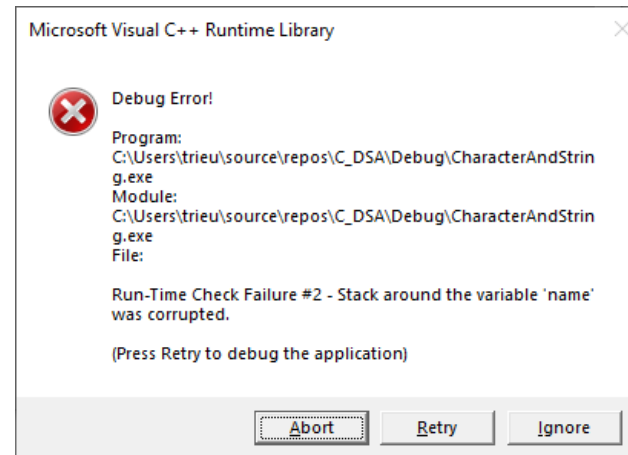 Microsoft Visual C++ Runtime Library
Debug Error!
Program:
C:\Users\trieu\source\repos\C_DSA\Debug\CharacterAndStrin
g.exe
Module:
C:\Users\trieu\source\repos\C_DSA\Debug\CharacterAndStrin
g.exe
File:
Run-Time Check Failure #2 - Stack around the variable 'name'
was corrupted.
(Press Retry to debug the application)
Abort Retry Ignore